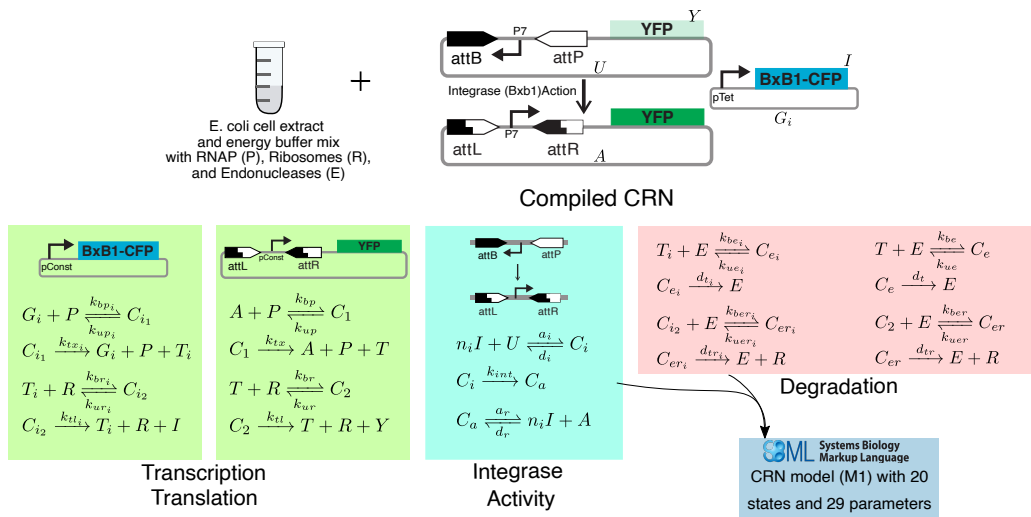 E. coli cell extract
and energy buffer mix
with RNAP (P), Ribosomes (R),
and Endonucleases (E)
+
attB
P7
attP
YFP
Y
U
Integrase (Bxb1)Action
attL
P7
attR
YFP
A
pTet
BxB1-CFP
I
G_i
Compiled CRN
pConst
BxB1-CFP
G_i + P ⇌ C_{i_1} k_{bp_i} k_{up_i}
C_{i_1} → G_i + P + T_i k_{tx_i}
T_i + R ⇌ C_{i_2} k_{br_i} k_{ur_i}
C_{i_2} → T_i + R + I k_{tl_i}
attL
pConst
attR
YFP
A + P ⇌ C_1 k_{bp} k_{up}
C_1 → A + P + T k_{tx}
T + R ⇌ C_2 k_{br} k_{ur}
C_2 → T + R + Y k_{tl}
Transcription
Translation
attB
attP
attL
attR
n_i I + U ⇌ C_i a_i d_i
C_i → C_a k_{int}
C_a ⇌ n_i I + A a_r d_r
Integrase
Activity
T_i + E ⇌ C_{e_i} k_{be_i} k_{ue_i}
C_{e_i} → E d_{t_i}
C_{i_2} + E ⇌ C_{er_i} k_{ber_i} k_{uer_i}
C_{er_i} → E + R d_{tr_i}
T + E ⇌ C_e k_{be} k_{ue}
C_e → E d_t
C_2 + E ⇌ C_{er} k_{ber} k_{uer}
C_{er} → E + R d_{tr}
Degradation
SBML Systems Biology
Markup Language
CRN model (M1) with 20
states and 29 parameters